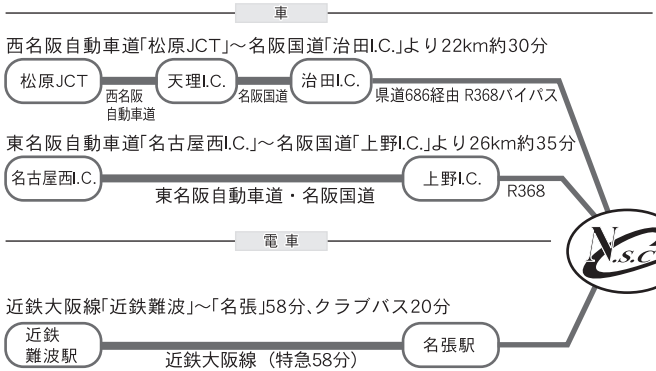 車
西名阪自動車道「松原JCT」～名阪国道「治田I.C.」より22km約30分
松原JCT
西名阪
自動車道
天理I.C.
名阪国道
治田I.C.
県道686経由 R368バイパス
東名阪自動車道「名古屋西I.C.」～名阪国道「上野I.C.」より26km約35分
名古屋西I.C.
東名阪自動車道・名阪国道
上野I.C.
R368
N.S.C
電車
近鉄大阪線「近鉄難波」～「名張」58分、クラブバス20分
近鉄
難波駅
近鉄大阪線（特急58分）
名張駅